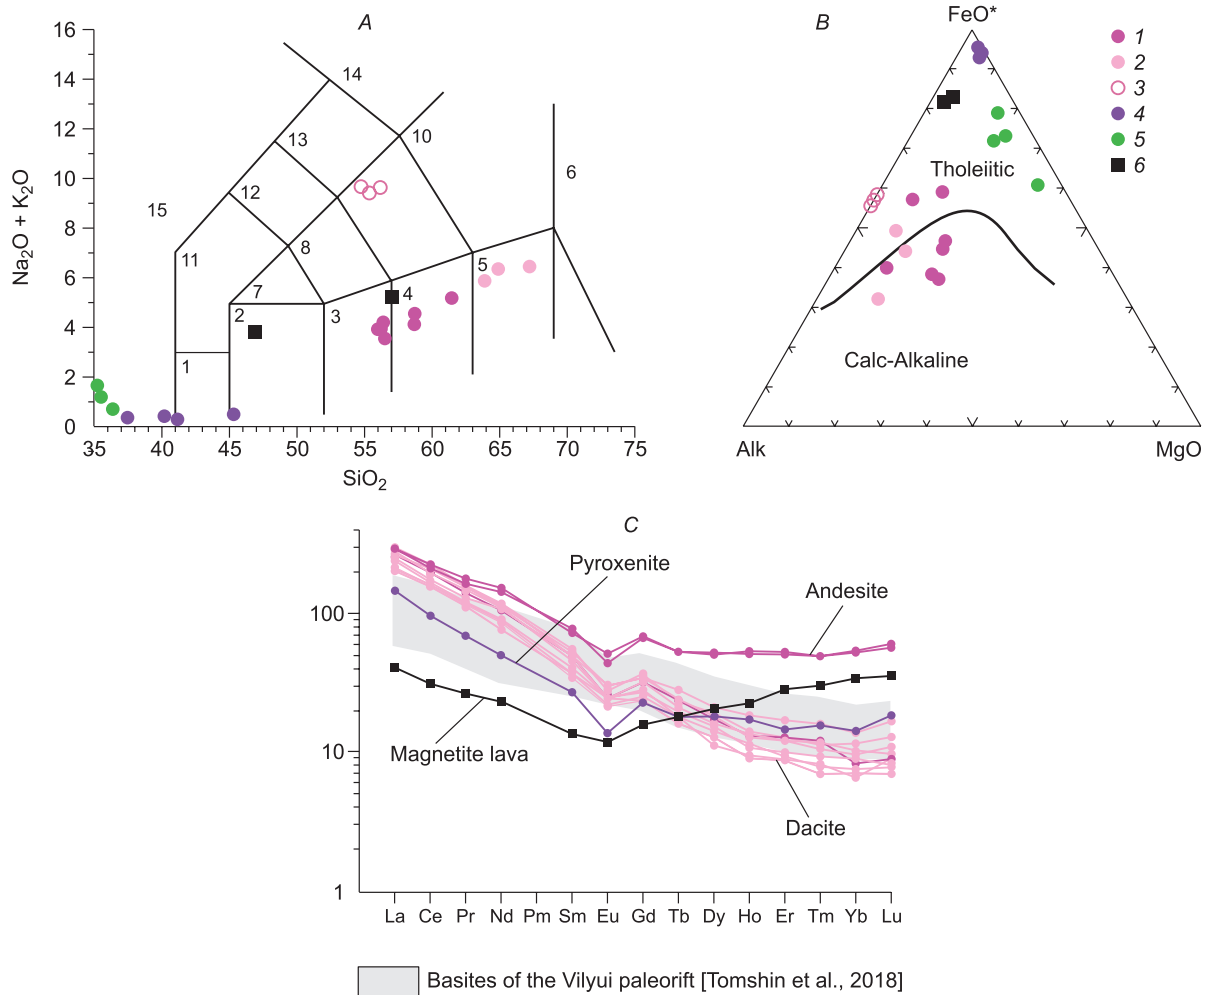 A
16
14
12
10
8
6
4
2
0
Na2O + K2O
14
13
10
12
6
15
11
8
5
7
4
2
3
1
35 40 45 50 55 60 65 70 75
SiO2
B
FeO*
Tholeiitic
Calc-Alkaline
Alk
MgO
1
2
3
4
5
6
C
100
10
1
Pyroxenite
Andesite
Magnetite lava
Dacite
La Ce Pr Nd Pm Sm Eu Gd Tb Dy Ho Er Tm Yb Lu
Basites of the Vilyui paleorift [Tomshin et al., 2018]